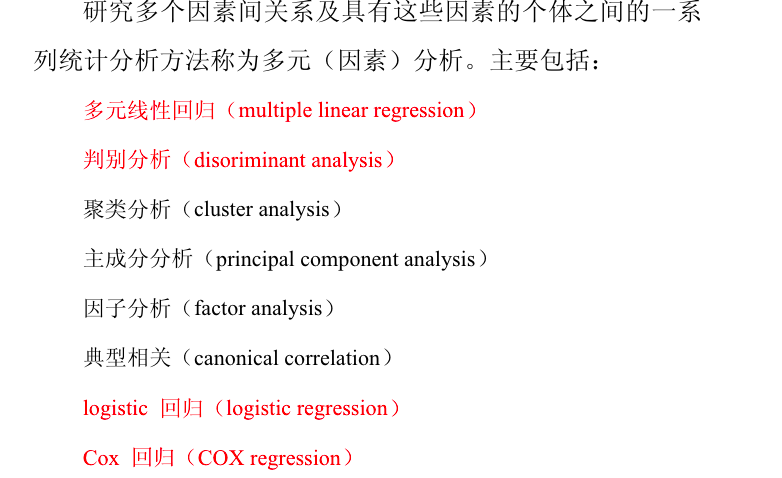 研究多个因素间关系及具有这些因素的个体之间的一系
列统计分析方法称为多元（因素）分析。主要包括：
多元线性回归（multiple linear regression）
判别分析（disoriminant analysis）
聚类分析（cluster analysis）
主成分分析（principal component analysis）
因子分析（factor analysis）
典型相关（canonical correlation）
logistic 回归（logistic regression）
Cox 回归（COX regression）